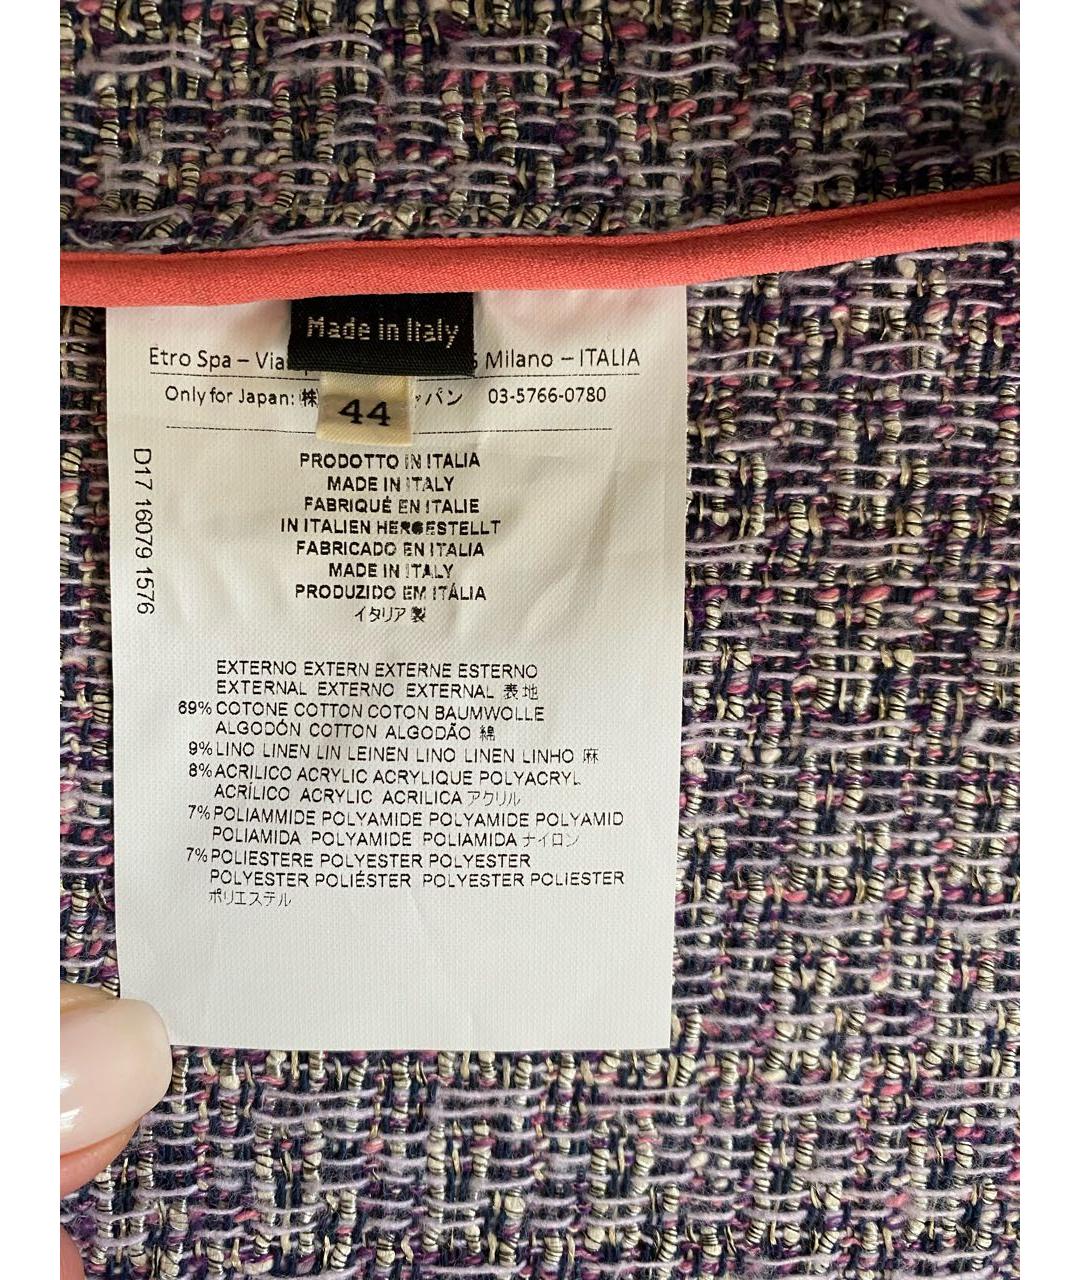 Made in Italy
Etro Spa – Via Milano – ITALIA
Only for Japan: 03-5766-0780
44
D17 16079 1576
PRODOTTO IN ITALIA
MADE IN ITALY
FABRIQUÉ EN ITALIE
IN ITALIEN HERGESTELLT
FABRICADO EN ITALIA
MADE IN ITALY
PRODUZIDO EM ITÁLIA
イタリア製
EXTERNO EXTERN EXTERNE ESTERNO
EXTERNAL EXTERNO EXTERNAL 表地
69% COTONE COTTON COTON BAUMWOLLE
ALGODÓN COTTON ALGODÃO 綿
9% LINO LINEN LIN LEINEN LINO LINEN LINHO 麻
8% ACRILICO ACRYLIC ACRYLIQUE POLYACRYL
ACRÍLICO ACRYLIC ACRILICA アクリル
7% POLIAMMIDE POLYAMIDE POLYAMIDE POLYAMID
POLIAMIDA POLYAMIDE POLIAMIDA ナイロン
7% POLIESTERE POLYESTER POLYESTER
POLYESTER POLIÉSTER POLYESTER POLIESTER
ポリエステル